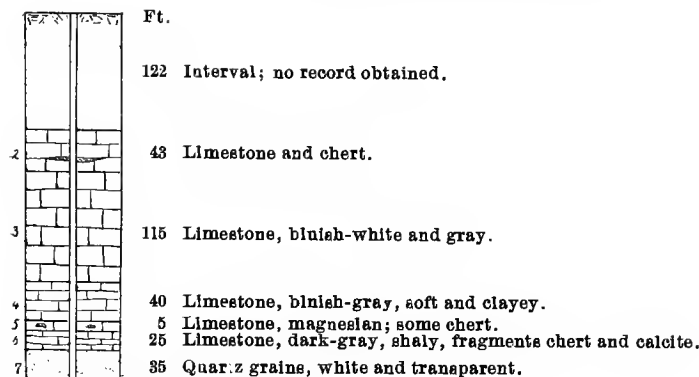 Ft.
122 Interval; no record obtained.
2 43 Limestone and chert.
3 115 Limestone, bluish-white and gray.
4 40 Limestone, bluish-gray, soft and clayey.
5 5 Limestone, magnesian; some chert.
6 25 Limestone, dark-gray, shaly, fragments chert and calcite.
7 35 Quartz grains, white and transparent.